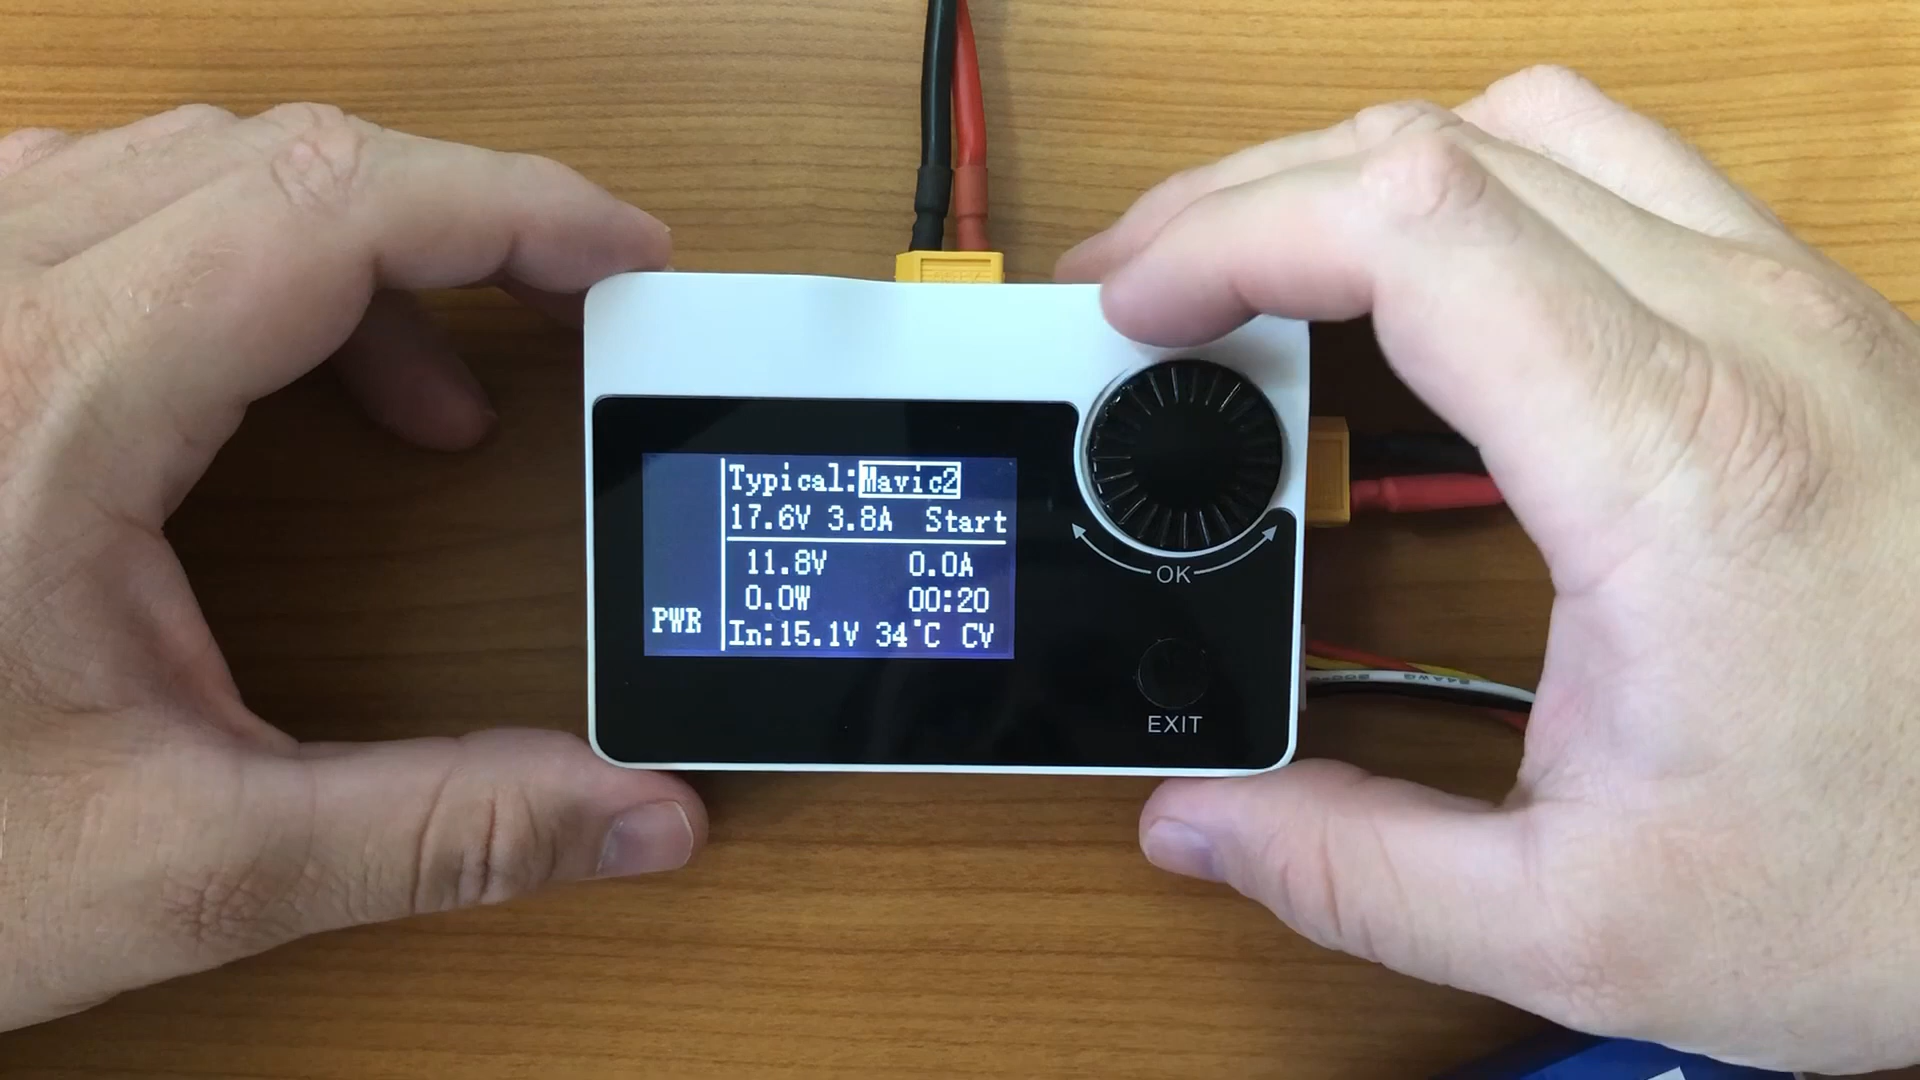 Typical:Mavic2
17.6V 3.8A Start
11.8V 0.0A
0.0W 00:20
PWR
In:15.1V 34°C CV
OK
EXIT